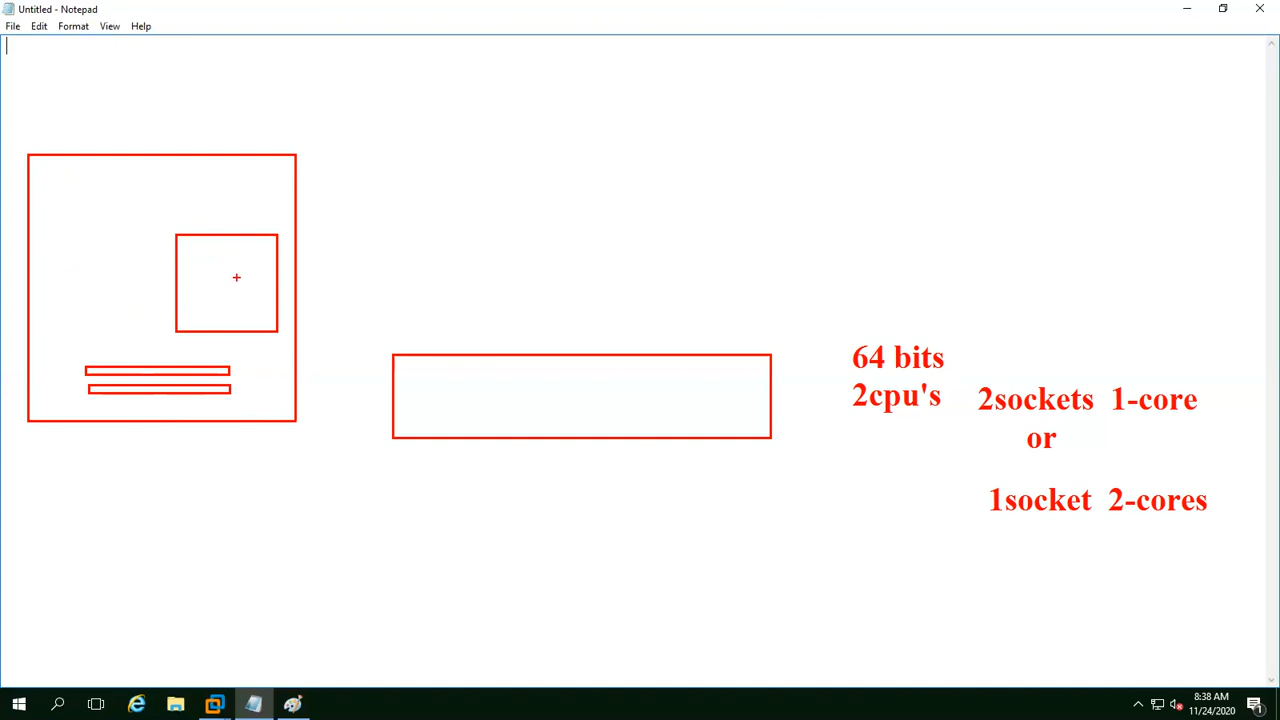 Untitled - Notepad
File Edit Format View Help
64 bits
2cpu's
2sockets 1-core
or
1socket 2-cores
8:38 AM
11/24/2020
1